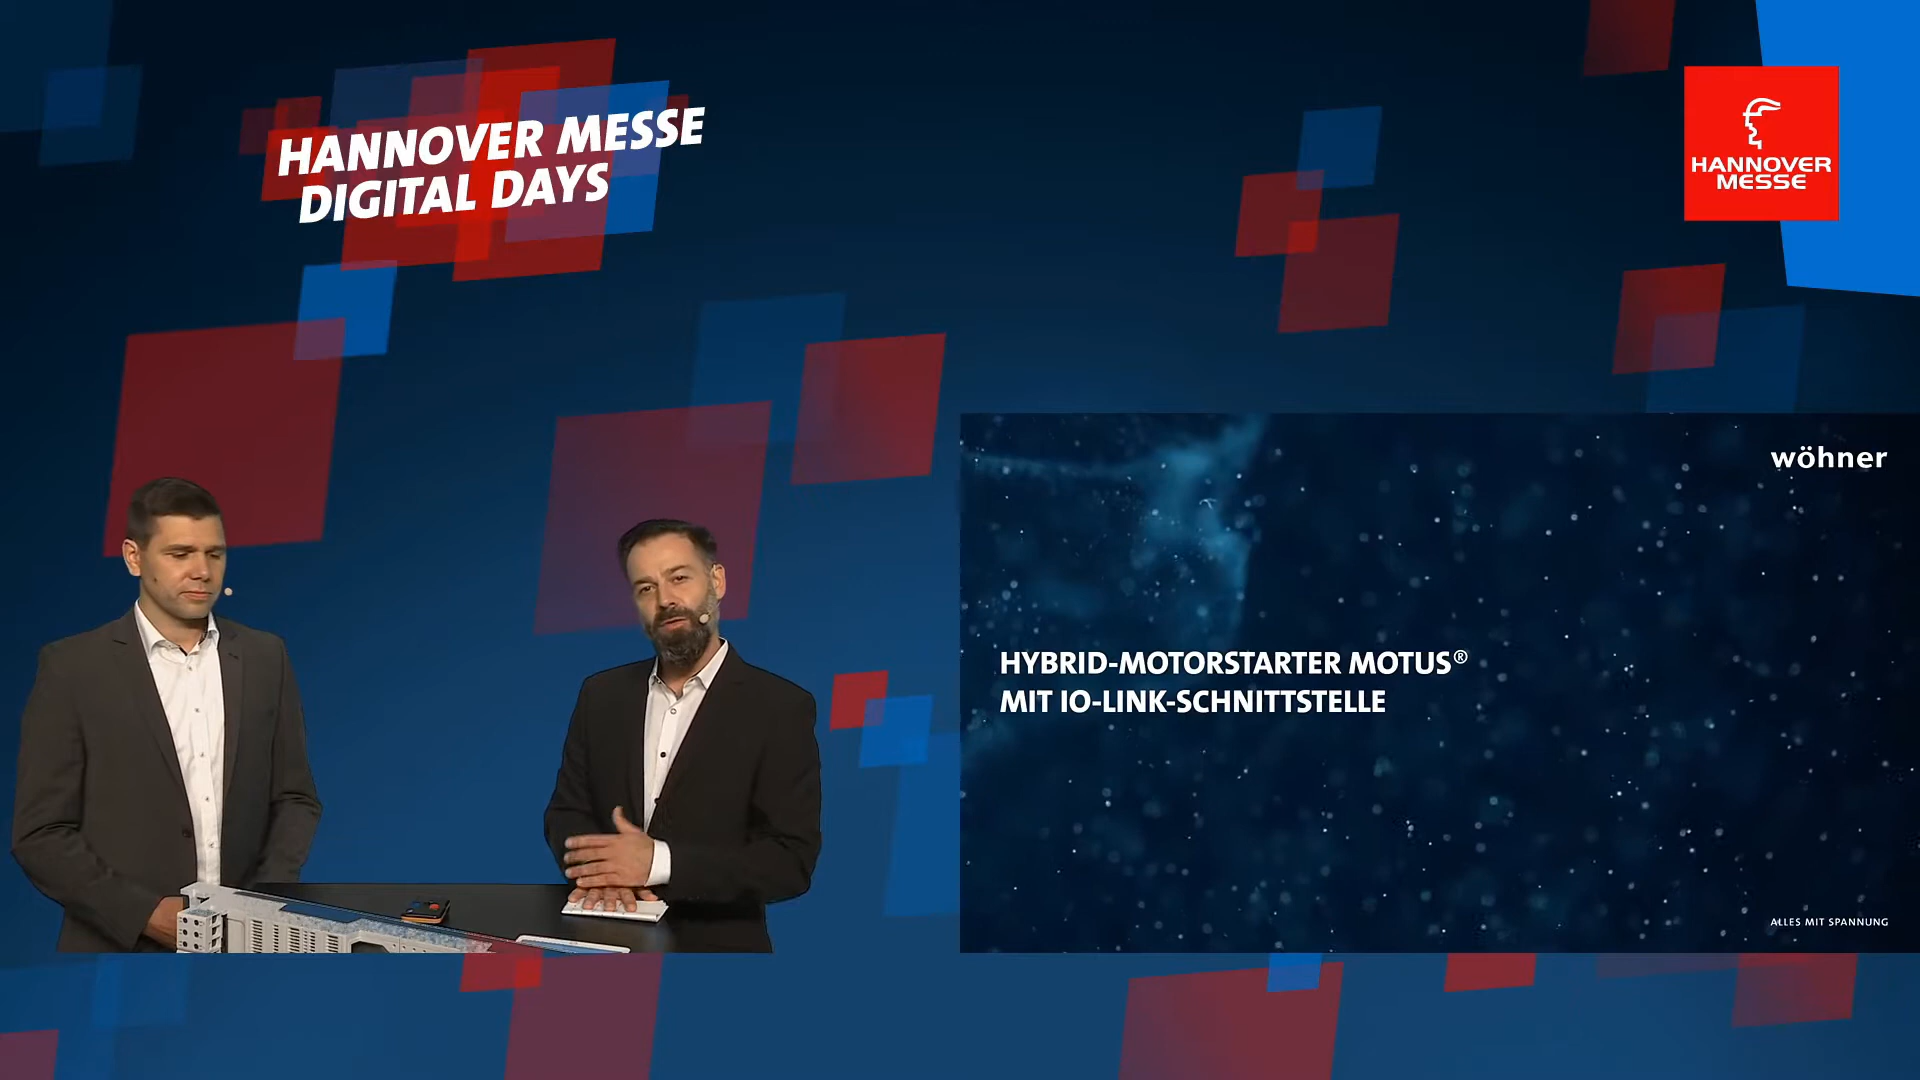 HANNOVER MESSE
DIGITAL DAYS
HANNOVER
MESSE
wöhner
HYBRID-MOTORSTARTER MOTUS®
MIT IO-LINK-SCHNITTSTELLE
ALLES MIT SPANNUNG